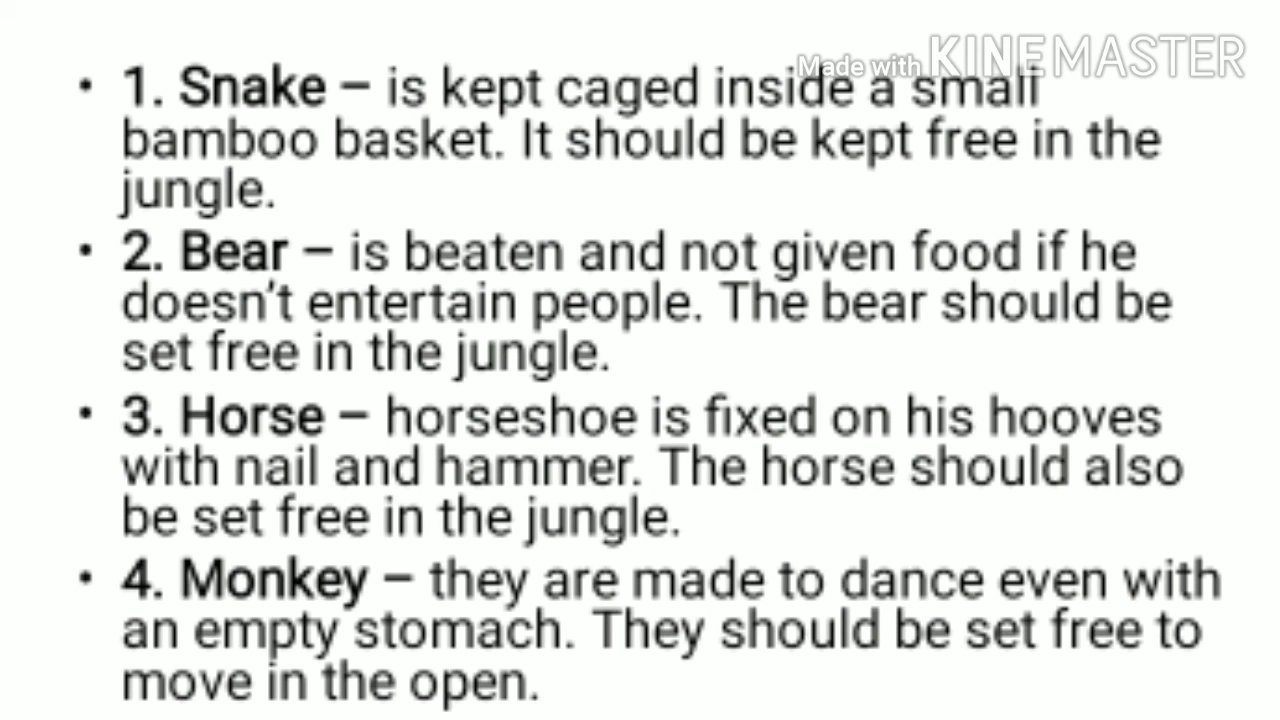 Made with KINEMASTER
• 1. Snake – is kept caged inside a small
bamboo basket. It should be kept free in the
jungle.
• 2. Bear – is beaten and not given food if he
doesn’t entertain people. The bear should be
set free in the jungle.
• 3. Horse – horseshoe is fixed on his hooves
with nail and hammer. The horse should also
be set free in the jungle.
• 4. Monkey – they are made to dance even with
an empty stomach. They should be set free to
move in the open.